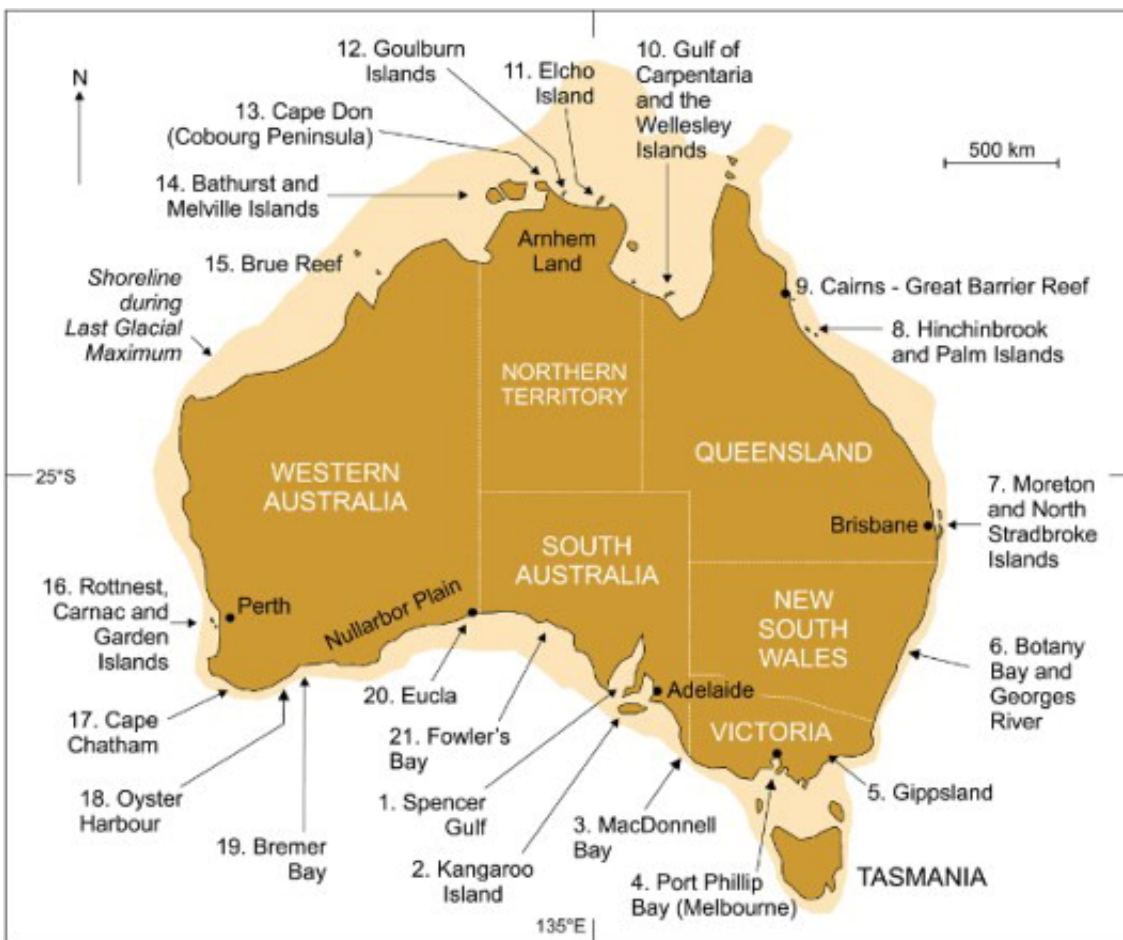 N
12. Goulburn
Islands
11. Elcho
Island
10. Gulf of
Carpentaria
and the
Wellesley
Islands
13. Cape Don
(Cobourg Peninsula)
500 km
14. Bathurst and
Melville Islands
Arnhem
Land
15. Brue Reef
Shoreline
during
Last Glacial
Maximum
9. Cairns - Great Barrier Reef
8. Hinchinbrook
and Palm Islands
NORTHERN
TERRITORY
QUEENSLAND
WESTERN
AUSTRALIA
25°S
7. Moreton
and North
Stradbroke
Islands
Brisbane
SOUTH
AUSTRALIA
16. Rottnest,
Carnac and
Garden
Islands
Perth
Nullarbor Plain
NEW
SOUTH
WALES
6. Botany
Bay and
Georges
River
20. Eucla
Adelaide
17. Cape
Chatham
21. Fowler's
Bay
VICTORIA
18. Oyster
Harbour
1. Spencer
Gulf
3. MacDonnell
Bay
5. Gippsland
19. Bremer
Bay
2. Kangaroo
Island
4. Port Phillip
Bay (Melbourne)
TASMANIA
135°E